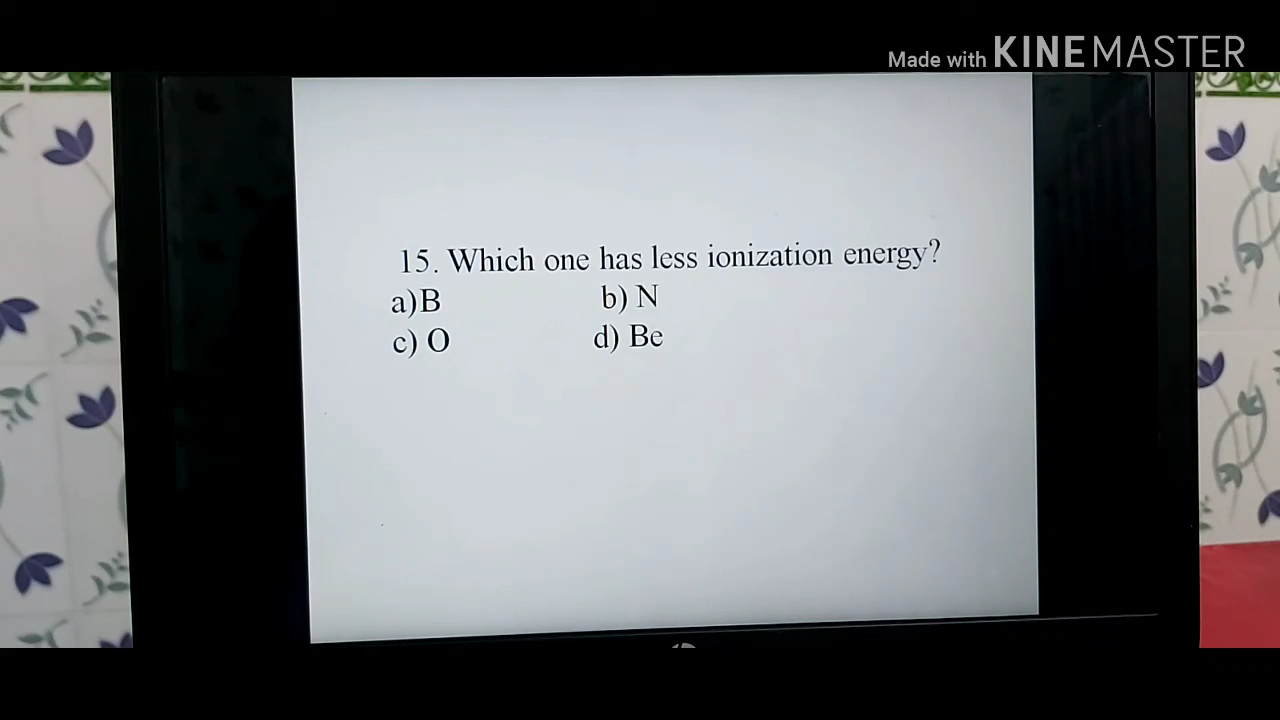 Made with KINEMASTER
15. Which one has less ionization energy?
a)B b) N
c) O d) Be